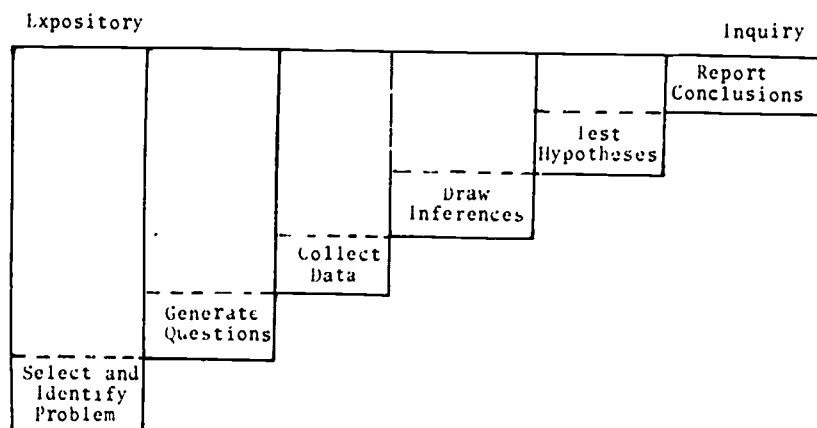 Expository
Inquiry
Report
Conclusions
Test
Hypotheses
Draw
Inferences
Collect
Data
Generate
Questions
Select and
Identify
Problem